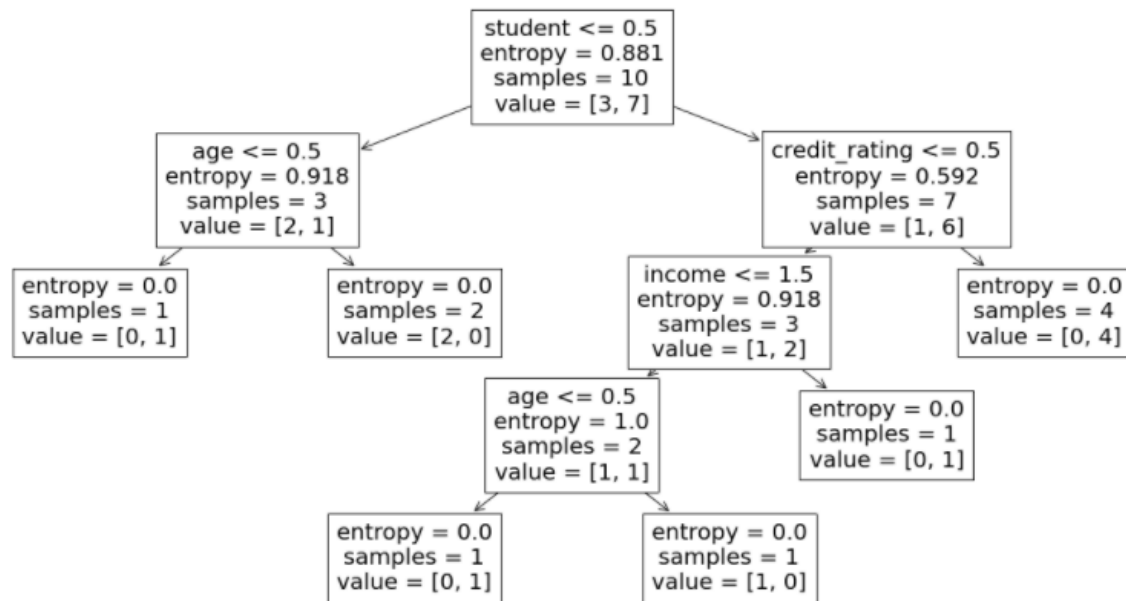 student <= 0.5
entropy = 0.881
samples = 10
value = [3, 7]
age <= 0.5
entropy = 0.918
samples = 3
value = [2, 1]
credit_rating <= 0.5
entropy = 0.592
samples = 7
value = [1, 6]
entropy = 0.0
samples = 1
value = [0, 1]
entropy = 0.0
samples = 2
value = [2, 0]
income <= 1.5
entropy = 0.918
samples = 3
value = [1, 2]
entropy = 0.0
samples = 4
value = [0, 4]
age <= 0.5
entropy = 1.0
samples = 2
value = [1, 1]
entropy = 0.0
samples = 1
value = [0, 1]
entropy = 0.0
samples = 1
value = [0, 1]
entropy = 0.0
samples = 1
value = [1, 0]